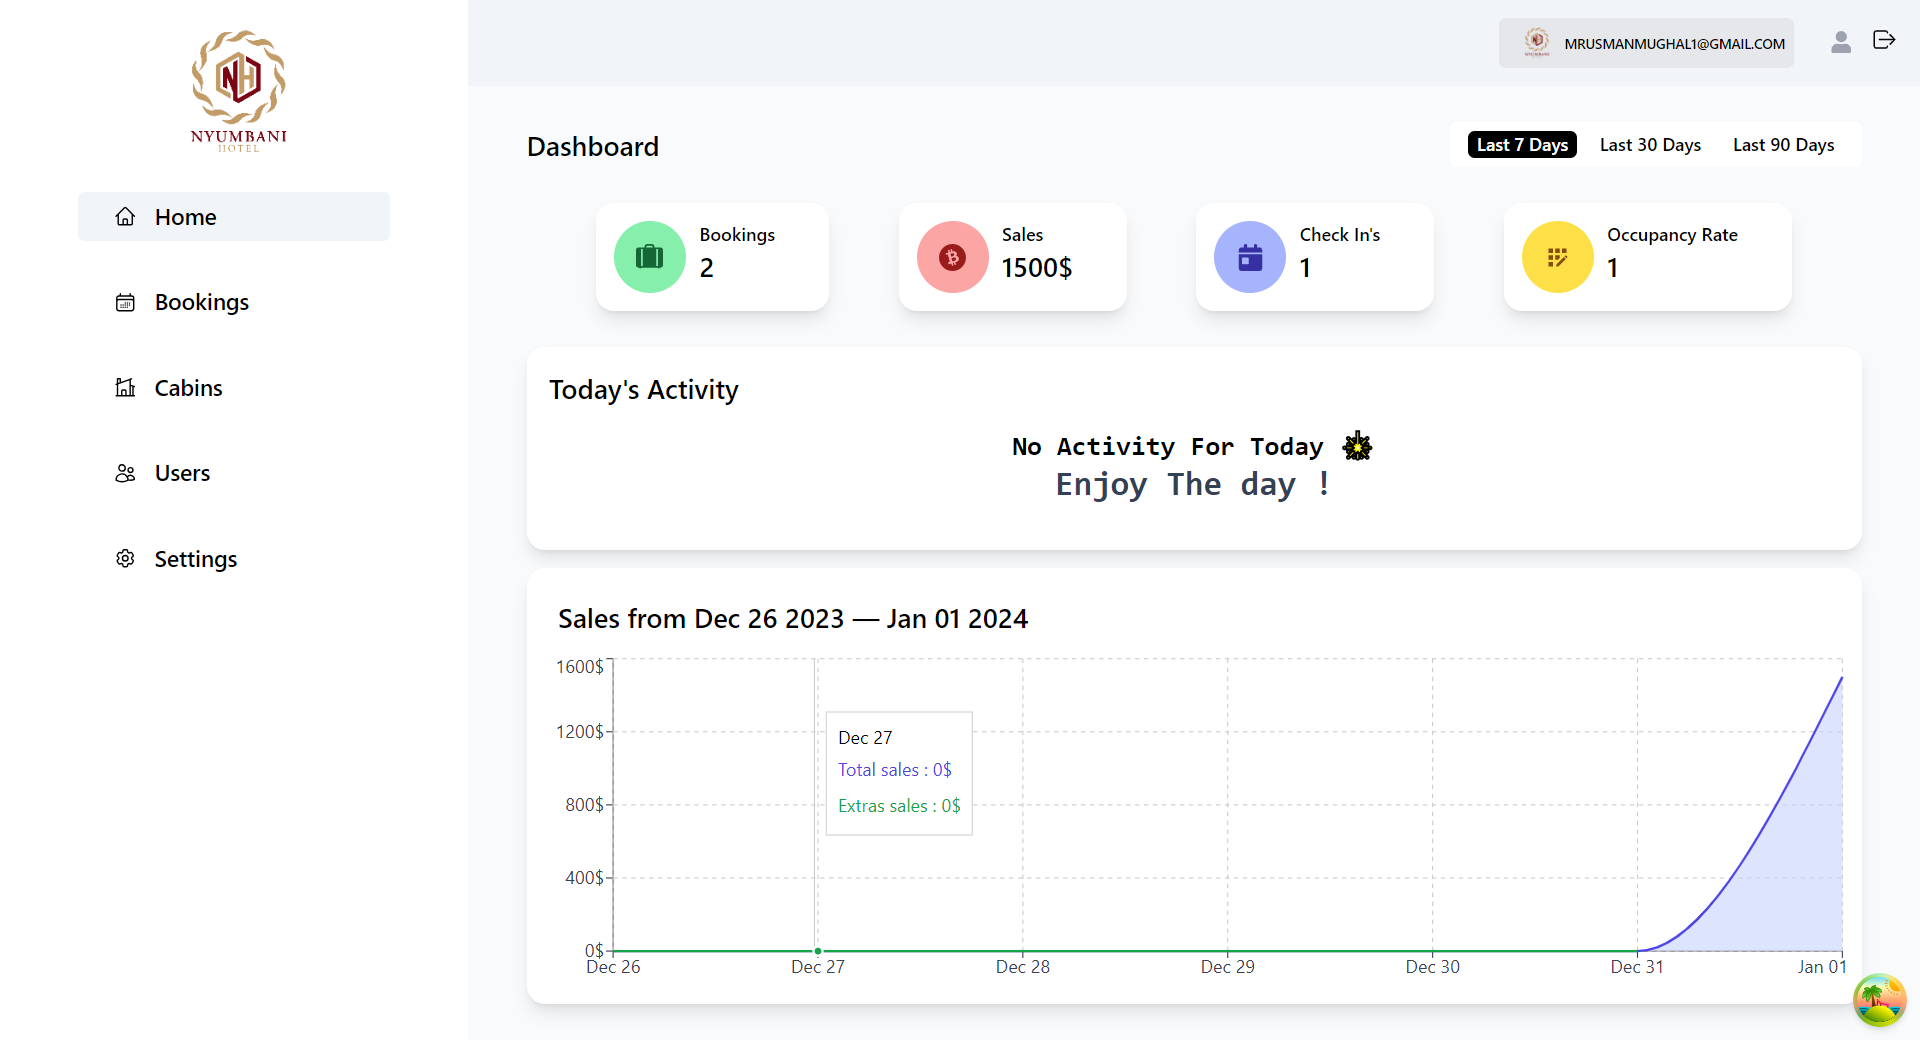 NYUMBANI
HOTEL
Home
Bookings
Cabins
Users
Settings
MRUSMANMUGHAL1@GMAIL.COM
Dashboard
Last 7 Days
Last 30 Days
Last 90 Days
Bookings
2
Sales
1500$
Check In's
1
Occupancy Rate
1
Today's Activity
No Activity For Today
Enjoy The day !
Sales from Dec 26 2023 — Jan 01 2024
1600$
1200$
800$
400$
0$
Dec 27
Total sales : 0$
Extras sales : 0$
Dec 26
Dec 27
Dec 28
Dec 29
Dec 30
Dec 31
Jan 01